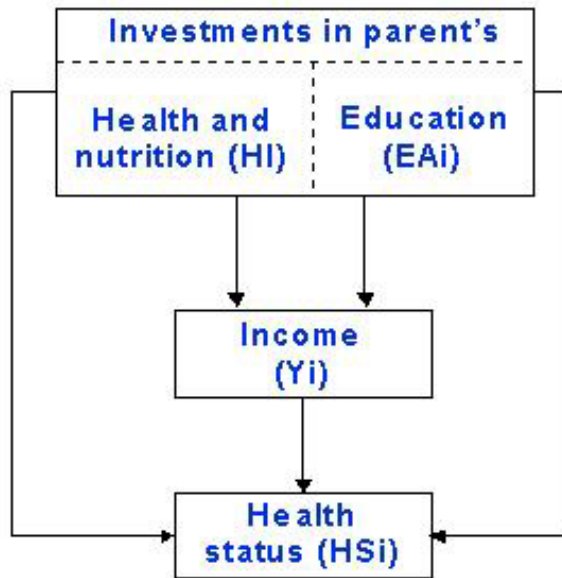 Investments in parent's
Health and
nutrition (HI)
Education
(EAi)
Income
(Yi)
Health
status (HSi)